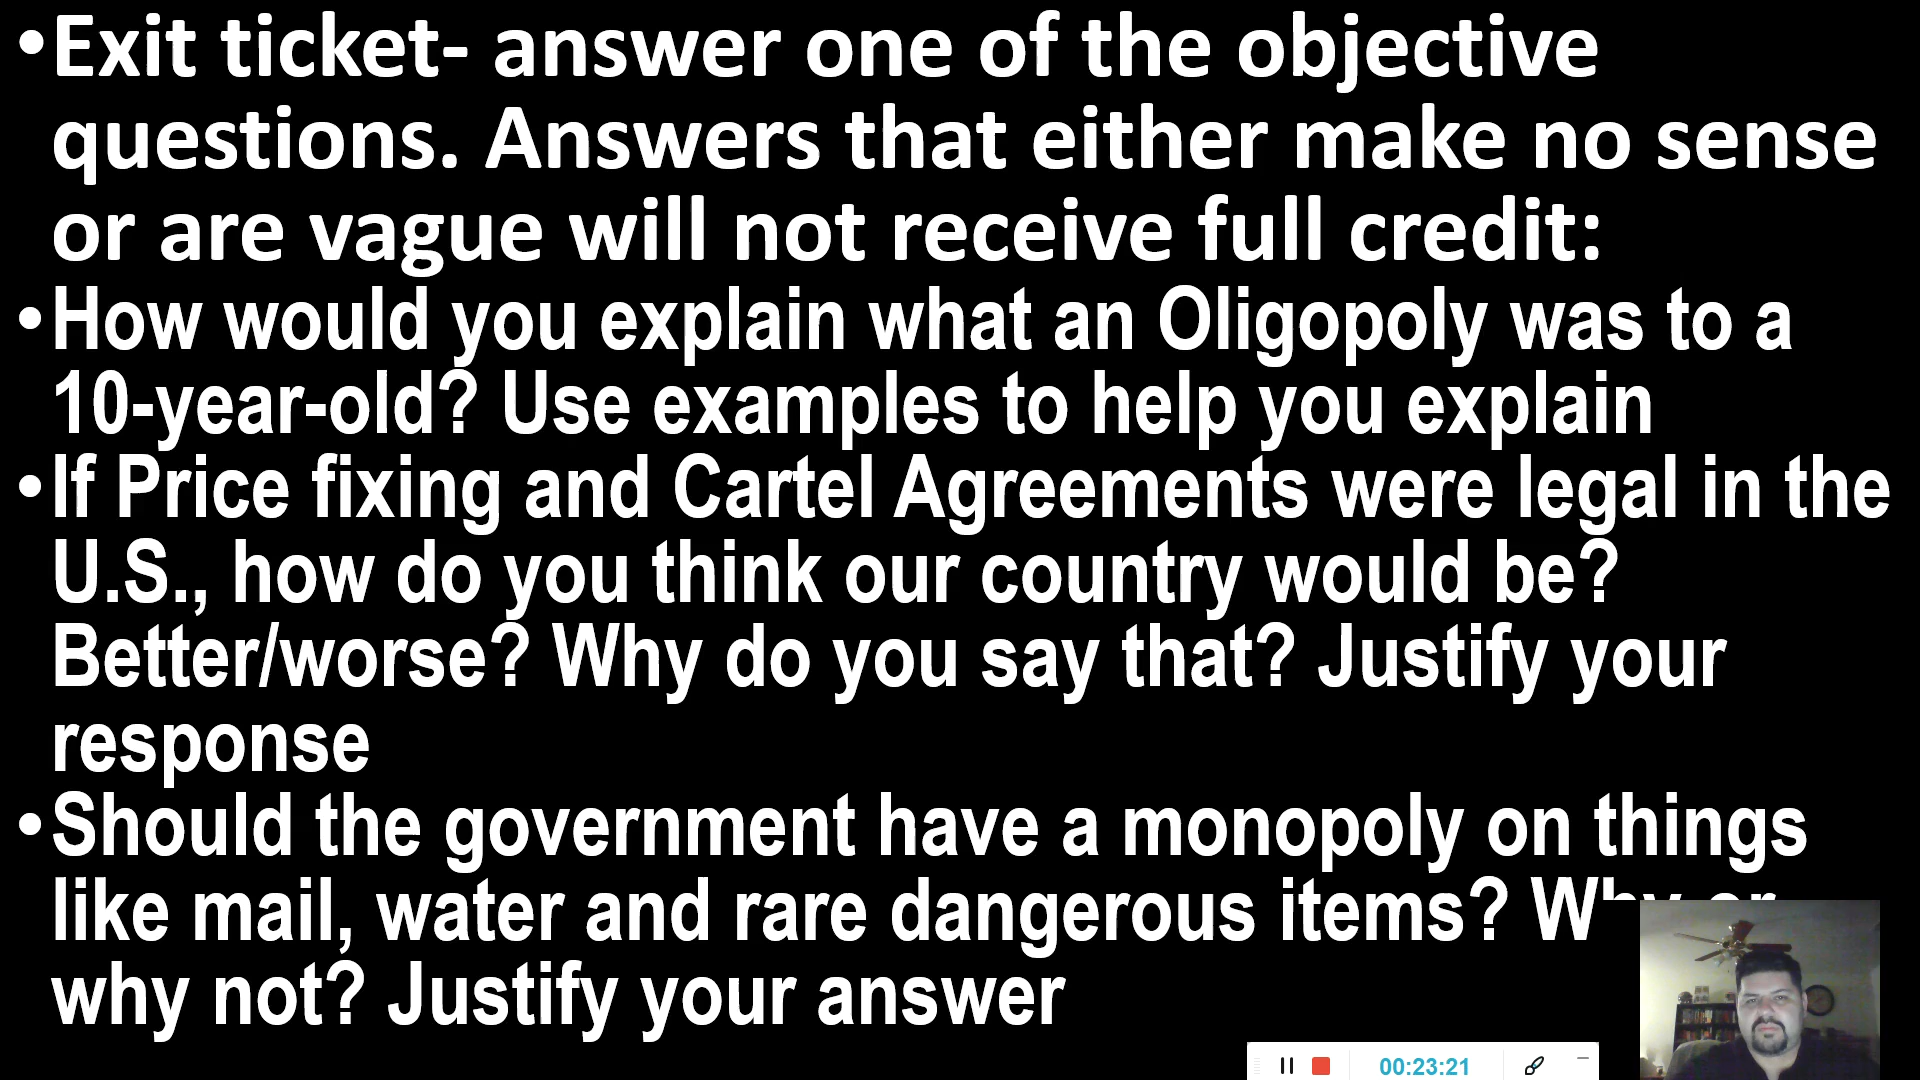 •Exit ticket- answer one of the objective
questions. Answers that either make no sense
or are vague will not receive full credit:
•How would you explain what an Oligopoly was to a
10-year-old? Use examples to help you explain
•If Price fixing and Cartel Agreements were legal in the
U.S., how do you think our country would be?
Better/worse? Why do you say that? Justify your
response
•Should the government have a monopoly on things
like mail, water and rare dangerous items? Why or
why not? Justify your answer
00:23:21